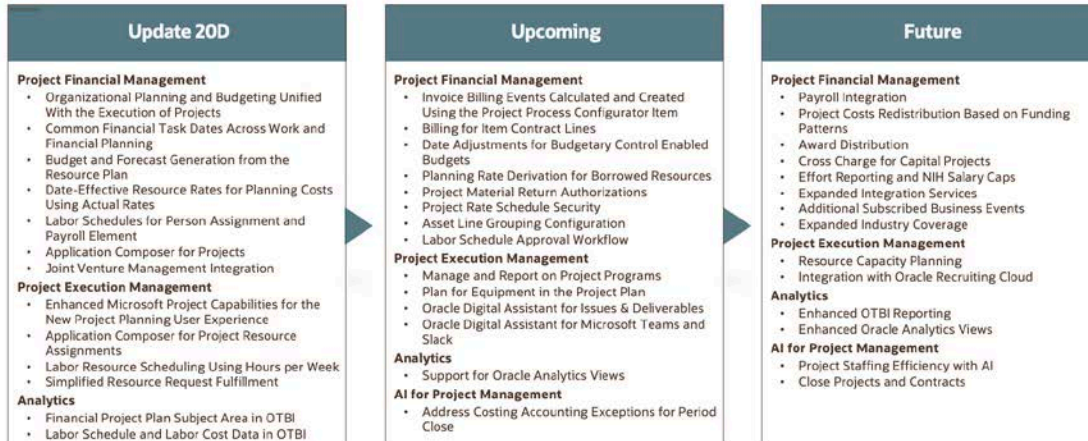 Update 20D
Project Financial Management
• Organizational Planning and Budgeting Unified
With the Execution of Projects
• Common Financial Task Dates Across Work and
Financial Planning
• Budget and Forecast Generation from the
Resource Plan
• Date-Effective Resource Rates for Planning Costs
Using Actual Rates
• Labor Schedules for Person Assignment and
Payroll Element
• Application Composer for Projects
• Joint Venture Management Integration
Project Execution Management
• Enhanced Microsoft Project Capabilities for the
New Project Planning User Experience
• Application Composer for Project Resource
Assignments
• Labor Resource Scheduling Using Hours per Week
• Simplified Resource Request Fulfillment
Analytics
• Financial Project Plan Subject Area in OTBI
• Labor Schedule and Labor Cost Data in OTBI
Upcoming
Project Financial Management
• Invoice Billing Events Calculated and Created
Using the Project Process Configurator Item
• Billing for Item Contract Lines
• Date Adjustments for Budgetary Control Enabled
Budgets
• Planning Rate Derivation for Borrowed Resources
• Project Material Return Authorizations
• Project Rate Schedule Security
• Asset Line Grouping Configuration
• Labor Schedule Approval Workflow
Project Execution Management
• Manage and Report on Project Programs
• Plan for Equipment in the Project Plan
• Oracle Digital Assistant for Issues & Deliverables
• Oracle Digital Assistant for Microsoft Teams and
Slack
Analytics
• Support for Oracle Analytics Views
AI for Project Management
• Address Costing Accounting Exceptions for Period
Close
Future
Project Financial Management
• Payroll Integration
• Project Costs Redistribution Based on Funding
Patterns
• Award Distribution
• Cross Charge for Capital Projects
• Effort Reporting and NIH Salary Caps
• Expanded Integration Services
• Additional Subscribed Business Events
• Expanded Industry Coverage
Project Execution Management
• Resource Capacity Planning
• Integration with Oracle Recruiting Cloud
Analytics
• Enhanced OTBI Reporting
• Enhanced Oracle Analytics Views
AI for Project Management
• Project Staffing Efficiency with AI
• Close Projects and Contracts